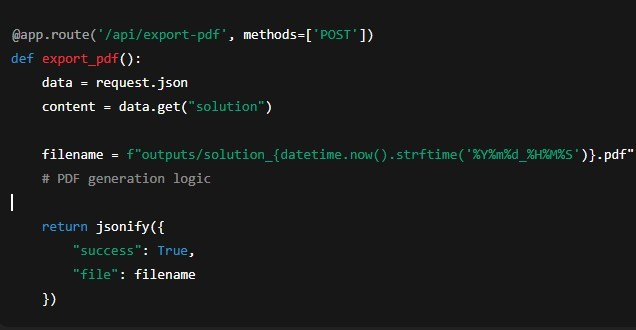 @app.route('/api/export-pdf', methods=['POST'])
def export_pdf():
    data = request.json
    content = data.get("solution")

    filename = f"outputs/solution_{datetime.now().strftime('%Y%m%d_%H%M%S')}.pdf"
    # PDF generation logic

    return jsonify({
        "success": True,
        "file": filename
    })